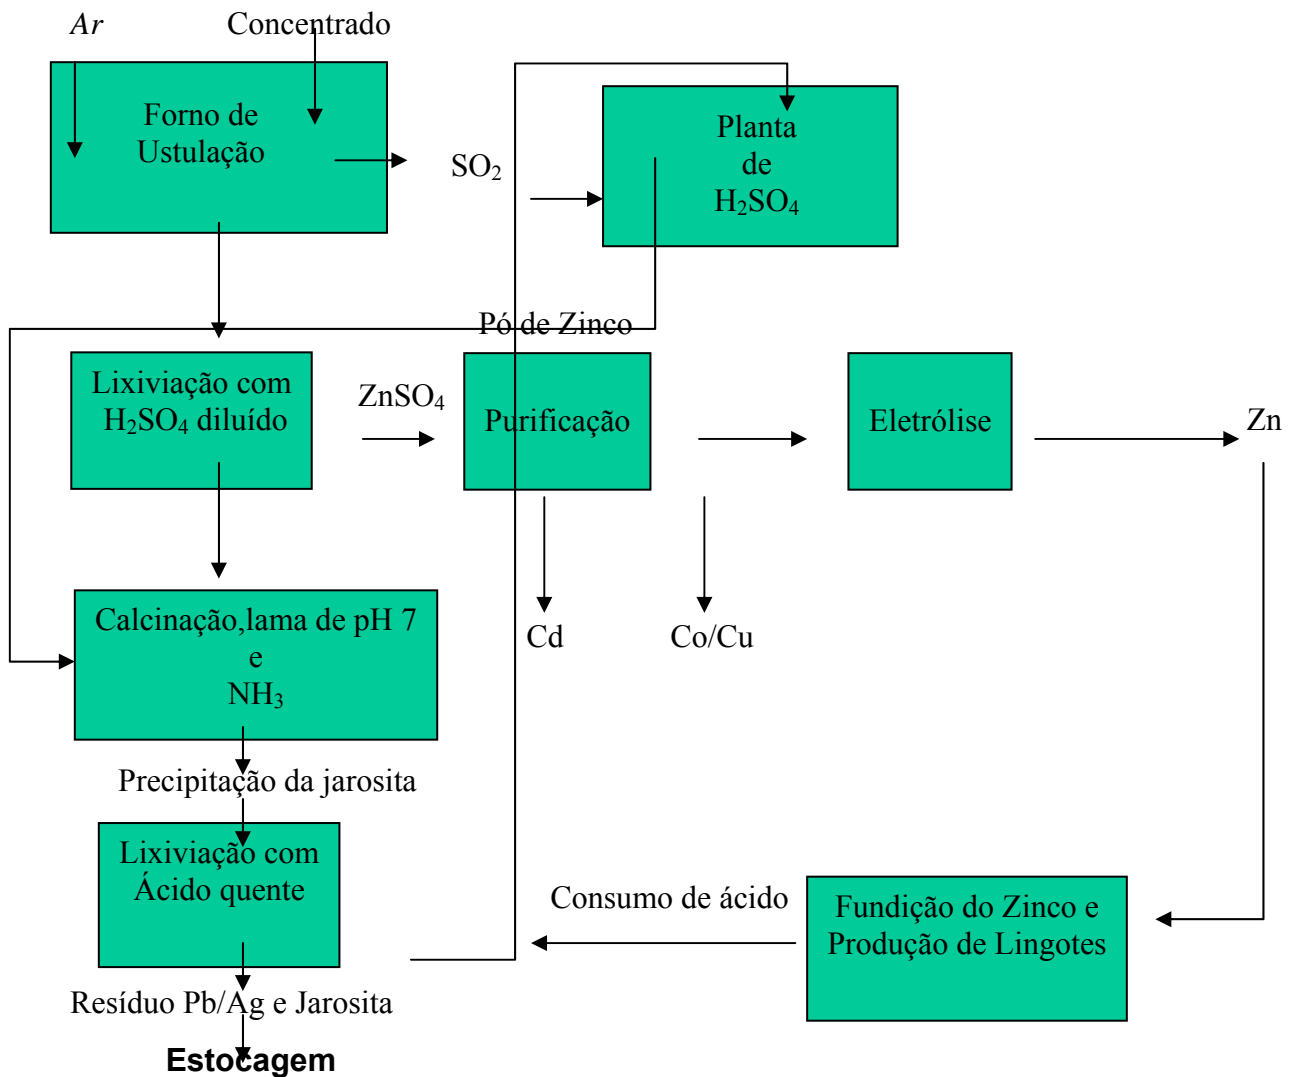 Ar
Concentrado
Forno de
Ustulação
SO₂
Planta
de
H₂SO₄
Pó de Zinco
Lixiviação com
H₂SO₄ diluído
ZnSO₄
Purificação
Eletrólise
Zn
Cd
Co/Cu
Calcinação,lama de pH 7
e
NH₃
Precipitação da jarosita
Lixiviação com
Ácido quente
Consumo de ácido
Fundição do Zinco e
Produção de Lingotes
Resíduo Pb/Ag e Jarosita
Estocagem